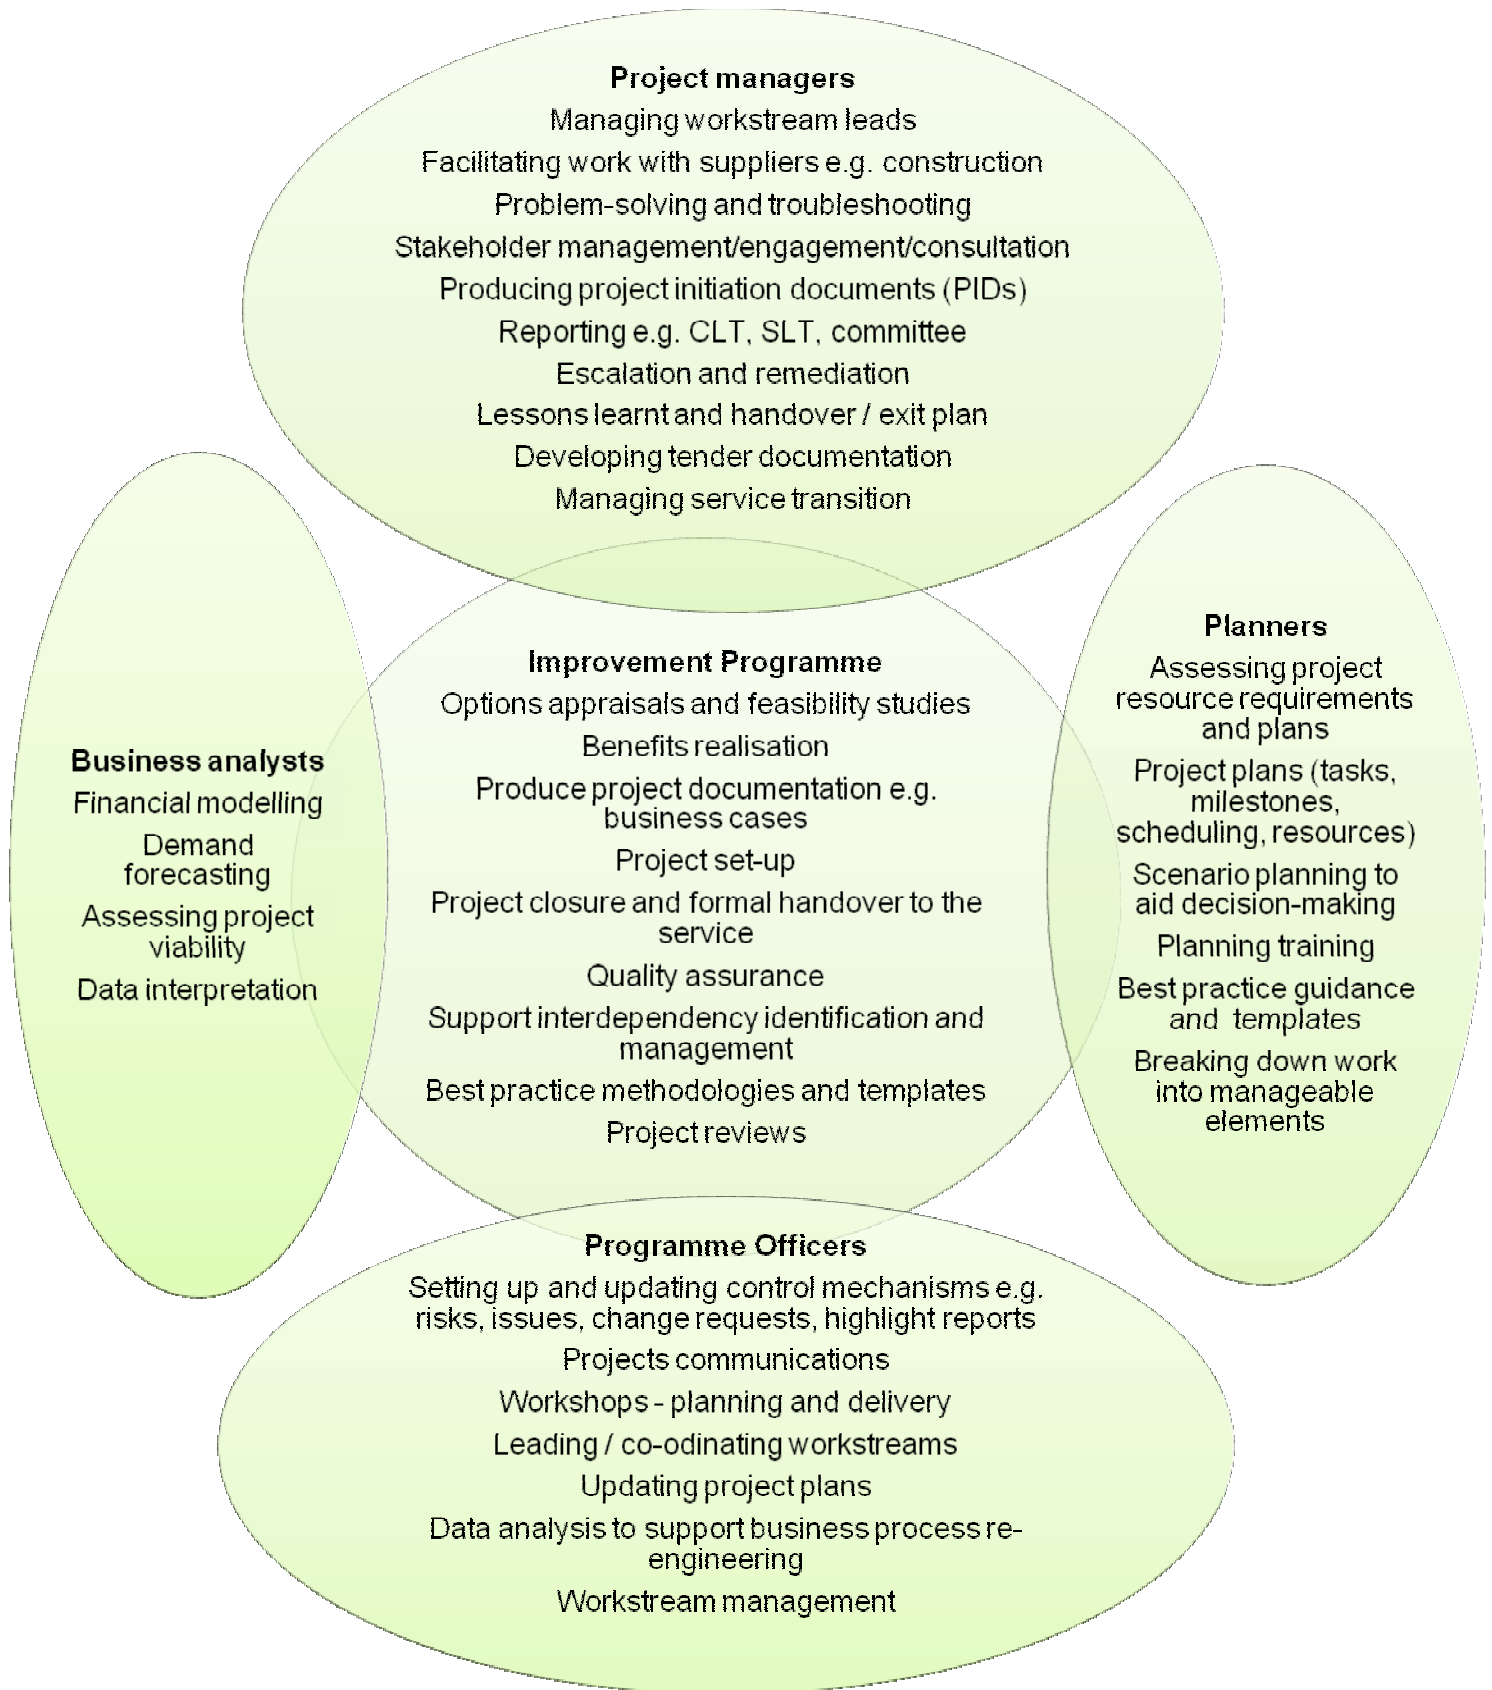 Project managers
Managing workstream leads
Facilitating work with suppliers e.g. construction
Problem-solving and troubleshooting
Stakeholder management/engagement/consultation
Producing project initiation documents (PIDs)
Reporting e.g. CLT, SLT, committee
Escalation and remediation
Lessons learnt and handover / exit plan
Developing tender documentation
Managing service transition
Business analysts
Financial modelling
Demand
forecasting
Assessing project
viability
Data interpretation
Improvement Programme
Options appraisals and feasibility studies
Benefits realisation
Produce project documentation e.g.
business cases
Project set-up
Project closure and formal handover to the
service
Quality assurance
Support interdependency identification and
management
Best practice methodologies and templates
Project reviews
Planners
Assessing project
resource requirements
and plans
Project plans (tasks,
milestones,
scheduling, resources)
Scenario planning to
aid decision-making
Planning training
Best practice guidance
and templates
Breaking down work
into manageable
elements
Programme Officers
Setting up and updating control mechanisms e.g.
risks, issues, change requests, highlight reports
Projects communications
Workshops - planning and delivery
Leading / co-odinating workstreams
Updating project plans
Data analysis to support business process re-
engineering
Workstream management